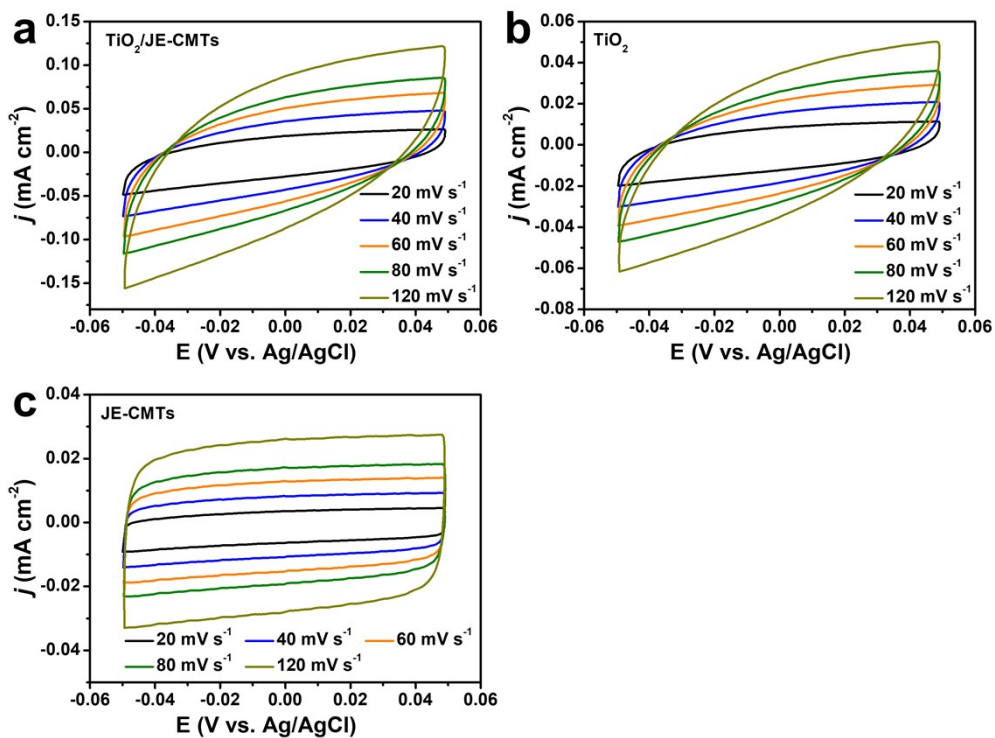 a
TiO₂/JE-CMTs
0.15
0.10
0.05
0.00
-0.05
-0.10
-0.15
j (mA cm⁻²)
20 mV s⁻¹
40 mV s⁻¹
60 mV s⁻¹
80 mV s⁻¹
120 mV s⁻¹
-0.06 -0.04 -0.02 0.00 0.02 0.04 0.06
E (V vs. Ag/AgCl)
b
TiO₂
0.06
0.04
0.02
0.00
-0.02
-0.04
-0.06
-0.08
j (mA cm⁻²)
20 mV s⁻¹
40 mV s⁻¹
60 mV s⁻¹
80 mV s⁻¹
120 mV s⁻¹
-0.06 -0.04 -0.02 0.00 0.02 0.04 0.06
E (V vs. Ag/AgCl)
c
JE-CMTs
0.04
0.02
0.00
-0.02
-0.04
j (mA cm⁻²)
20 mV s⁻¹ 40 mV s⁻¹ 60 mV s⁻¹
80 mV s⁻¹ 120 mV s⁻¹
-0.06 -0.04 -0.02 0.00 0.02 0.04 0.06
E (V vs. Ag/AgCl)